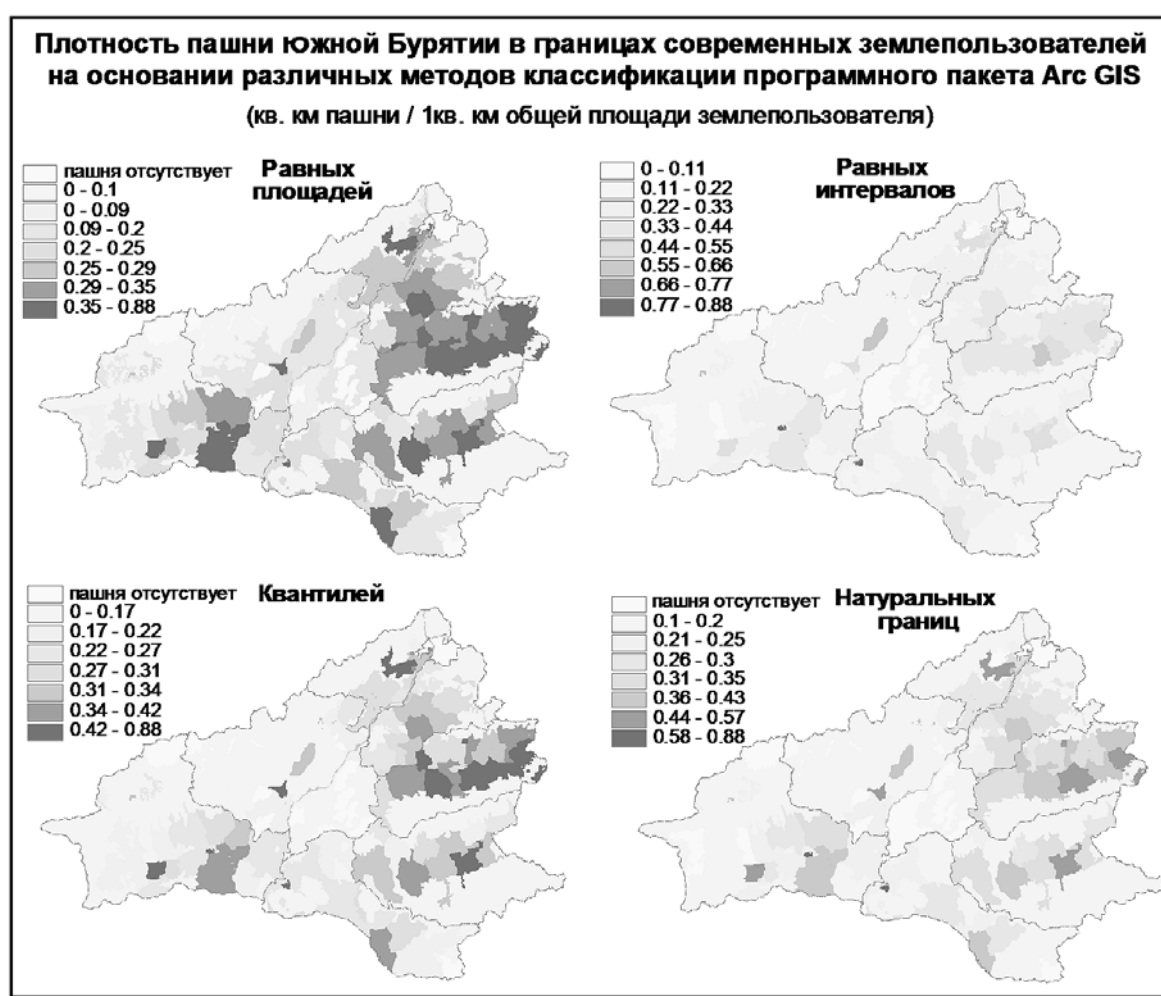 Плотность пашни Южной Бурятии в границах современных землепользователей
на основании различных методов классификации программного пакета Arc GIS
(кв. км пашни / 1кв. км общей площади землепользователя)
Равных
площадей
пашня отсутствует
0 - 0.1
0 - 0.09
0.09 - 0.2
0.2 - 0.25
0.25 - 0.29
0.29 - 0.35
0.35 - 0.88
Равных
интервалов
0 - 0.11
0.11 - 0.22
0.22 - 0.33
0.33 - 0.44
0.44 - 0.55
0.55 - 0.66
0.66 - 0.77
0.77 - 0.88
Квантилей
пашня отсутствует
0 - 0.17
0.17 - 0.22
0.22 - 0.27
0.27 - 0.31
0.31 - 0.34
0.34 - 0.42
0.42 - 0.88
Натуральных
границ
пашня отсутствует
0.1 - 0.2
0.21 - 0.25
0.26 - 0.3
0.31 - 0.35
0.36 - 0.43
0.44 - 0.57
0.58 - 0.88